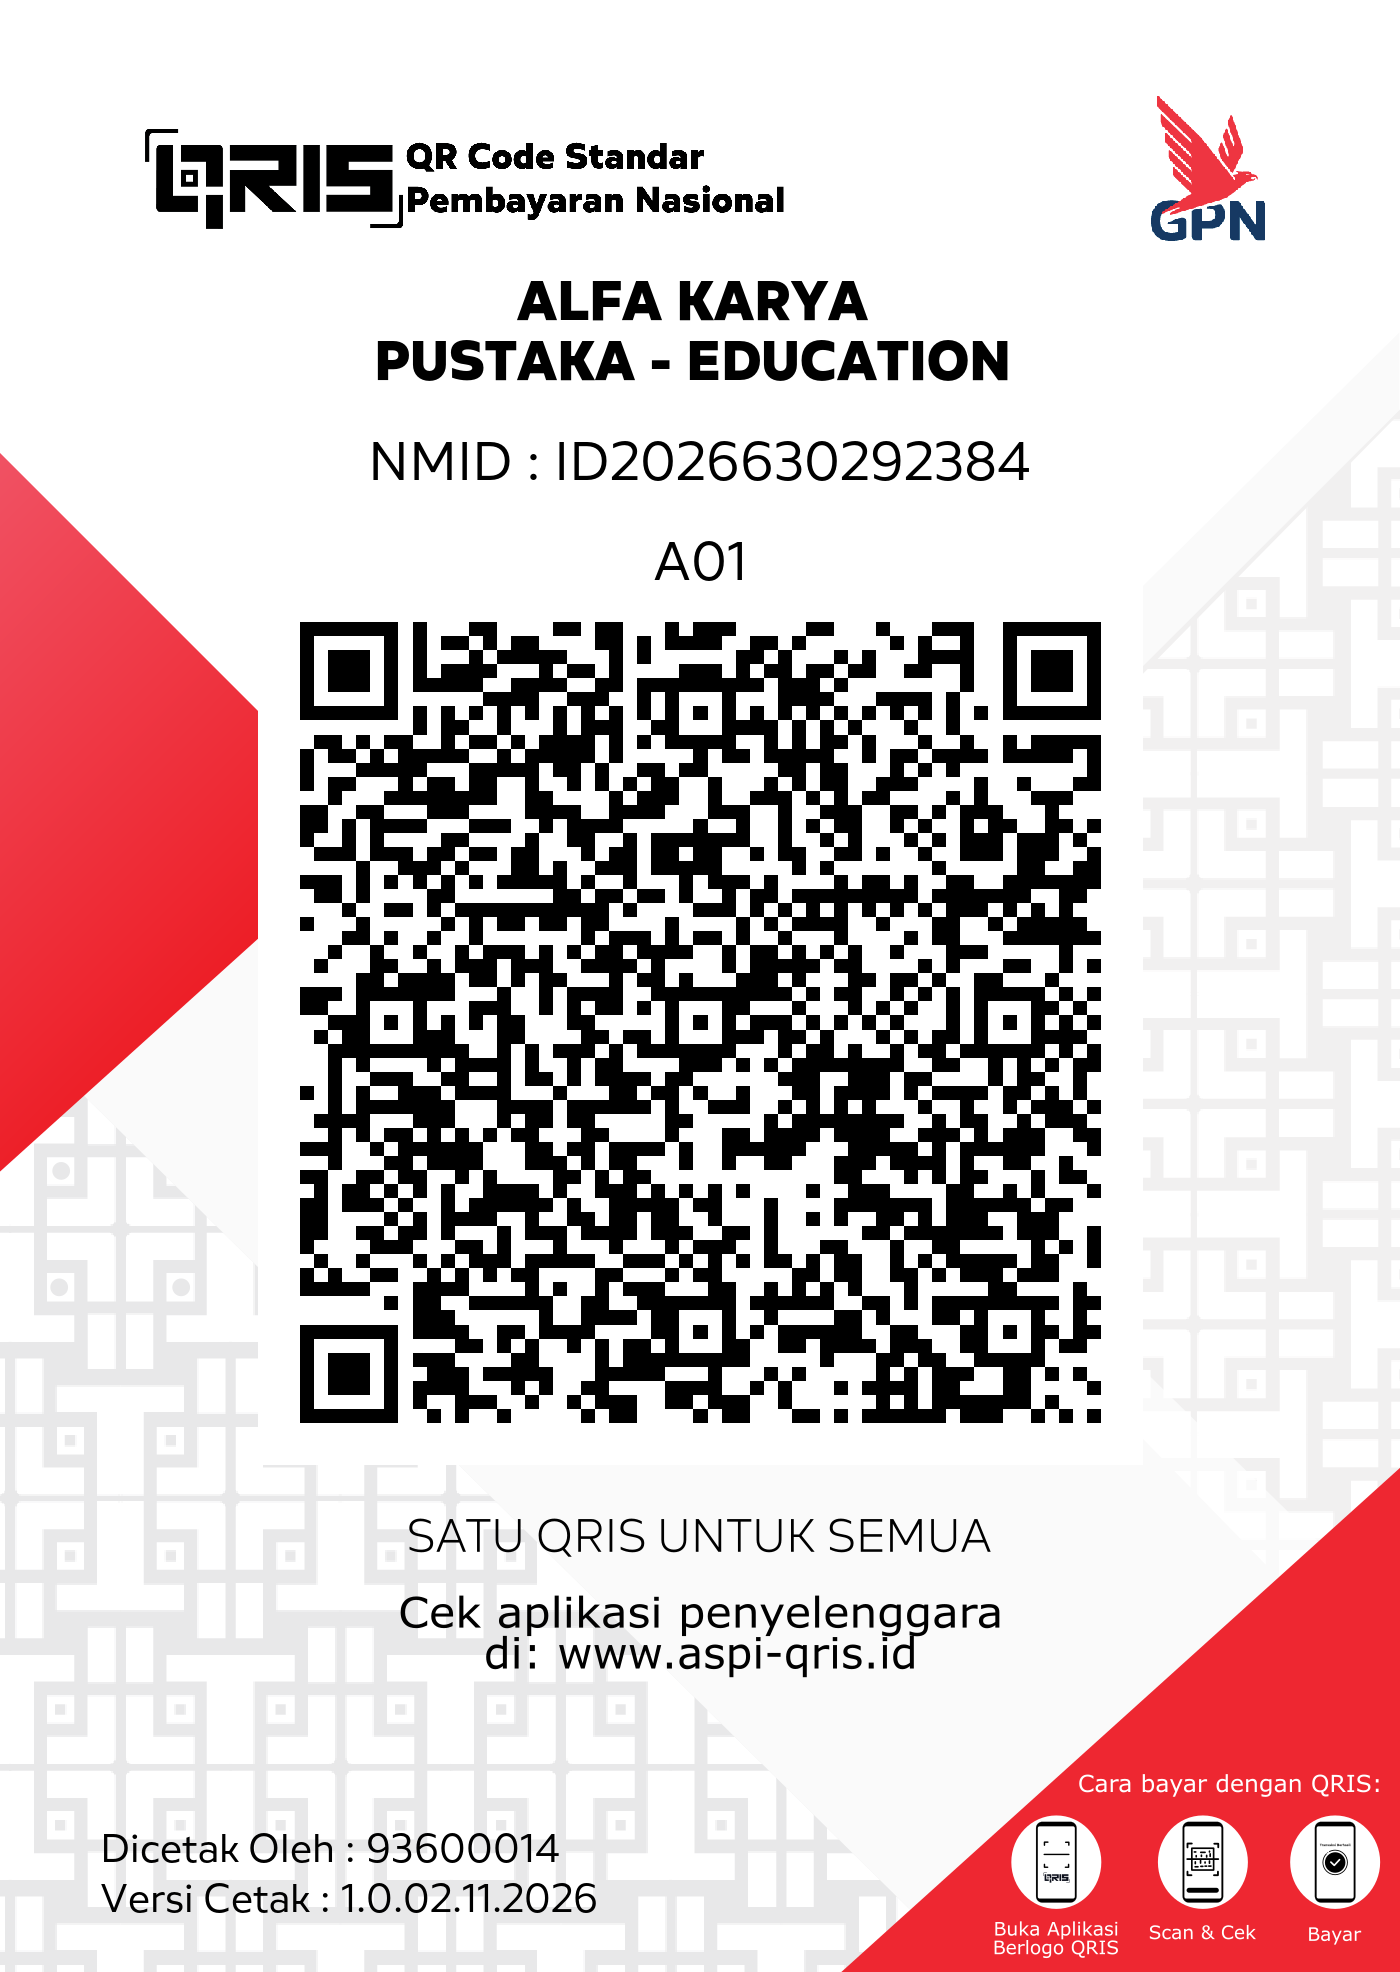 QRIS QR Code Standar
Pembayaran Nasional
GPN
ALFA KARYA
PUSTAKA - EDUCATION
NMID : ID2026630292384
A01
SATU QRIS UNTUK SEMUA
Cek aplikasi penyelenggara
di: www.aspi-qris.id
Dicetak Oleh : 93600014
Versi Cetak : 1.0.02.11.2026
Cara bayar dengan QRIS:
QRIS
Buka Aplikasi
Berlogo QRIS
Scan & Cek
Bayar